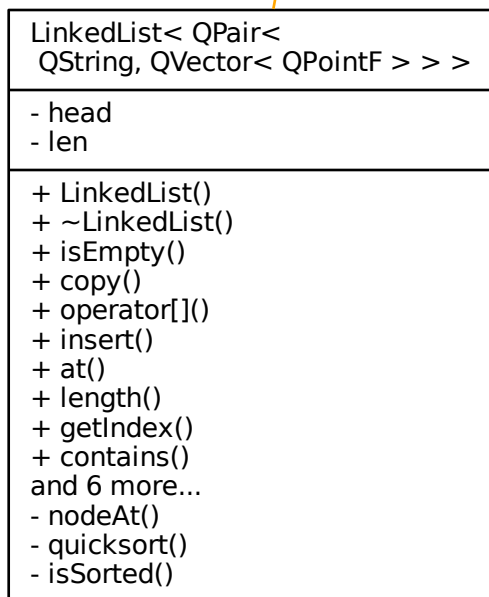 LinkedList< QPair<
QString, QVector< QPointF > > >
- head
- len
+ LinkedList()
+ ~LinkedList()
+ isEmpty()
+ copy()
+ operator[]()
+ insert()
+ at()
+ length()
+ getIndex()
+ contains()
and 6 more...
- nodeAt()
- quicksort()
- isSorted()